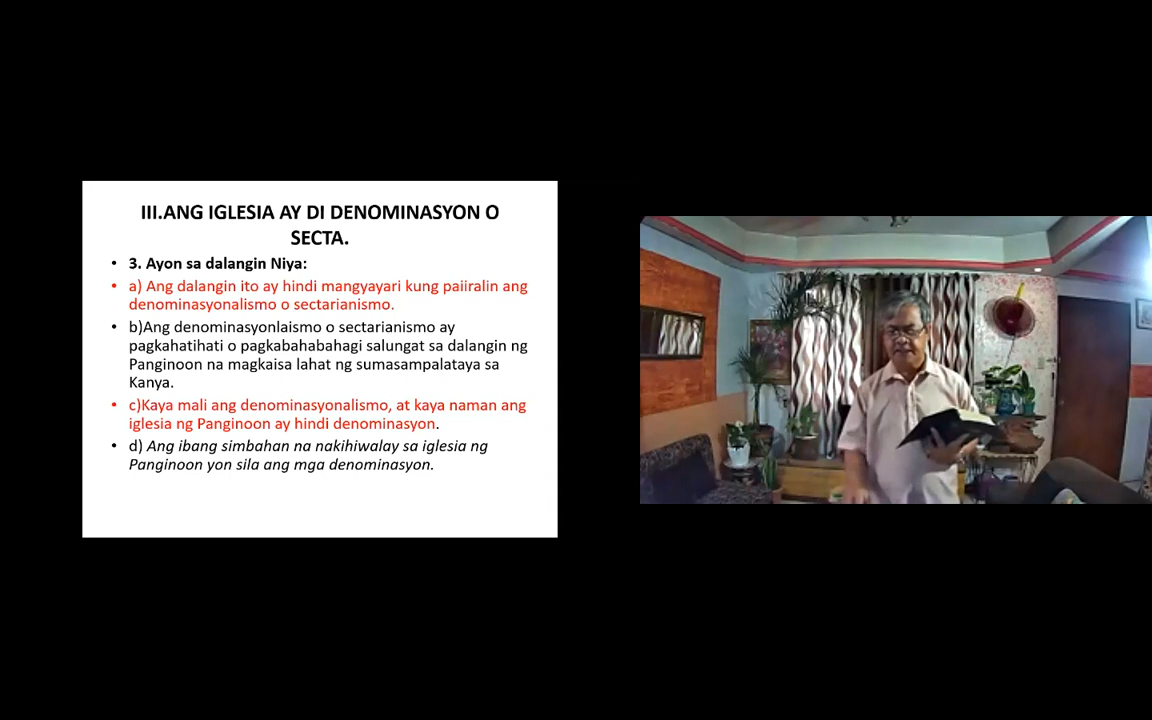 III.ANG IGLESIA AY DI DENOMINASYON O
SECTA.
• 3. Ayon sa dalangin Niya:
• a) Ang dalangin ito ay hindi mangyayari kung paiiralin ang
denominasyonalismo o sectarianismo.
• b)Ang denominasyonlaismo o sectarianismo ay
pagkahatihati o pagkabahabahagi salungat sa dalangin ng
Panginoon na magkaisa lahat ng sumasampalataya sa
Kanya.
• c)Kaya mali ang denominasyonalismo, at kaya naman ang
iglesia ng Panginoon ay hindi denominasyon.
• d) Ang ibang simbahan na nakihiwalay sa iglesia ng
Panginoon yon sila ang mga denominasyon.